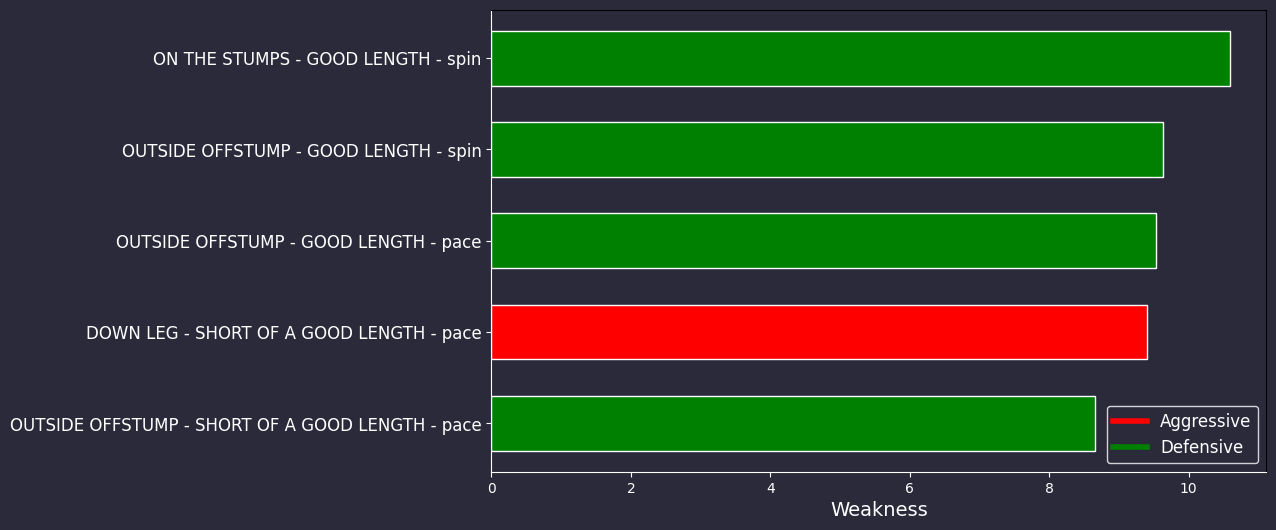 ON THE STUMPS - GOOD LENGTH - spin
OUTSIDE OFFSTUMP - GOOD LENGTH - spin
OUTSIDE OFFSTUMP - GOOD LENGTH - pace
DOWN LEG - SHORT OF A GOOD LENGTH - pace
OUTSIDE OFFSTUMP - SHORT OF A GOOD LENGTH - pace
Aggressive
Defensive
0 2 4 6 8 10
Weakness